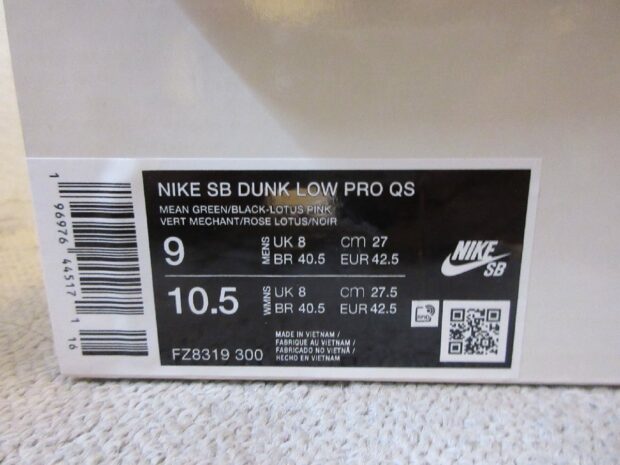 NIKE SB DUNK LOW PRO QS
MEAN GREEN/BLACK-LOTUS PINK
VERT MECHANT/ROSE LOTUS/NOIR
9 MENS UK 8 cm 27
BR 40.5 EUR 42.5
10.5 WMNS UK 8 cm 27.5
BR 40.5 EUR 42.5
NIKE
SB
MADE IN VIETNAM /
FABRIQUE AU VIETNAM /
FABRICADO NO VIETNÃ /
HECHO EN VIETNAM
FZ8319 300
1 96976 44517 1 16